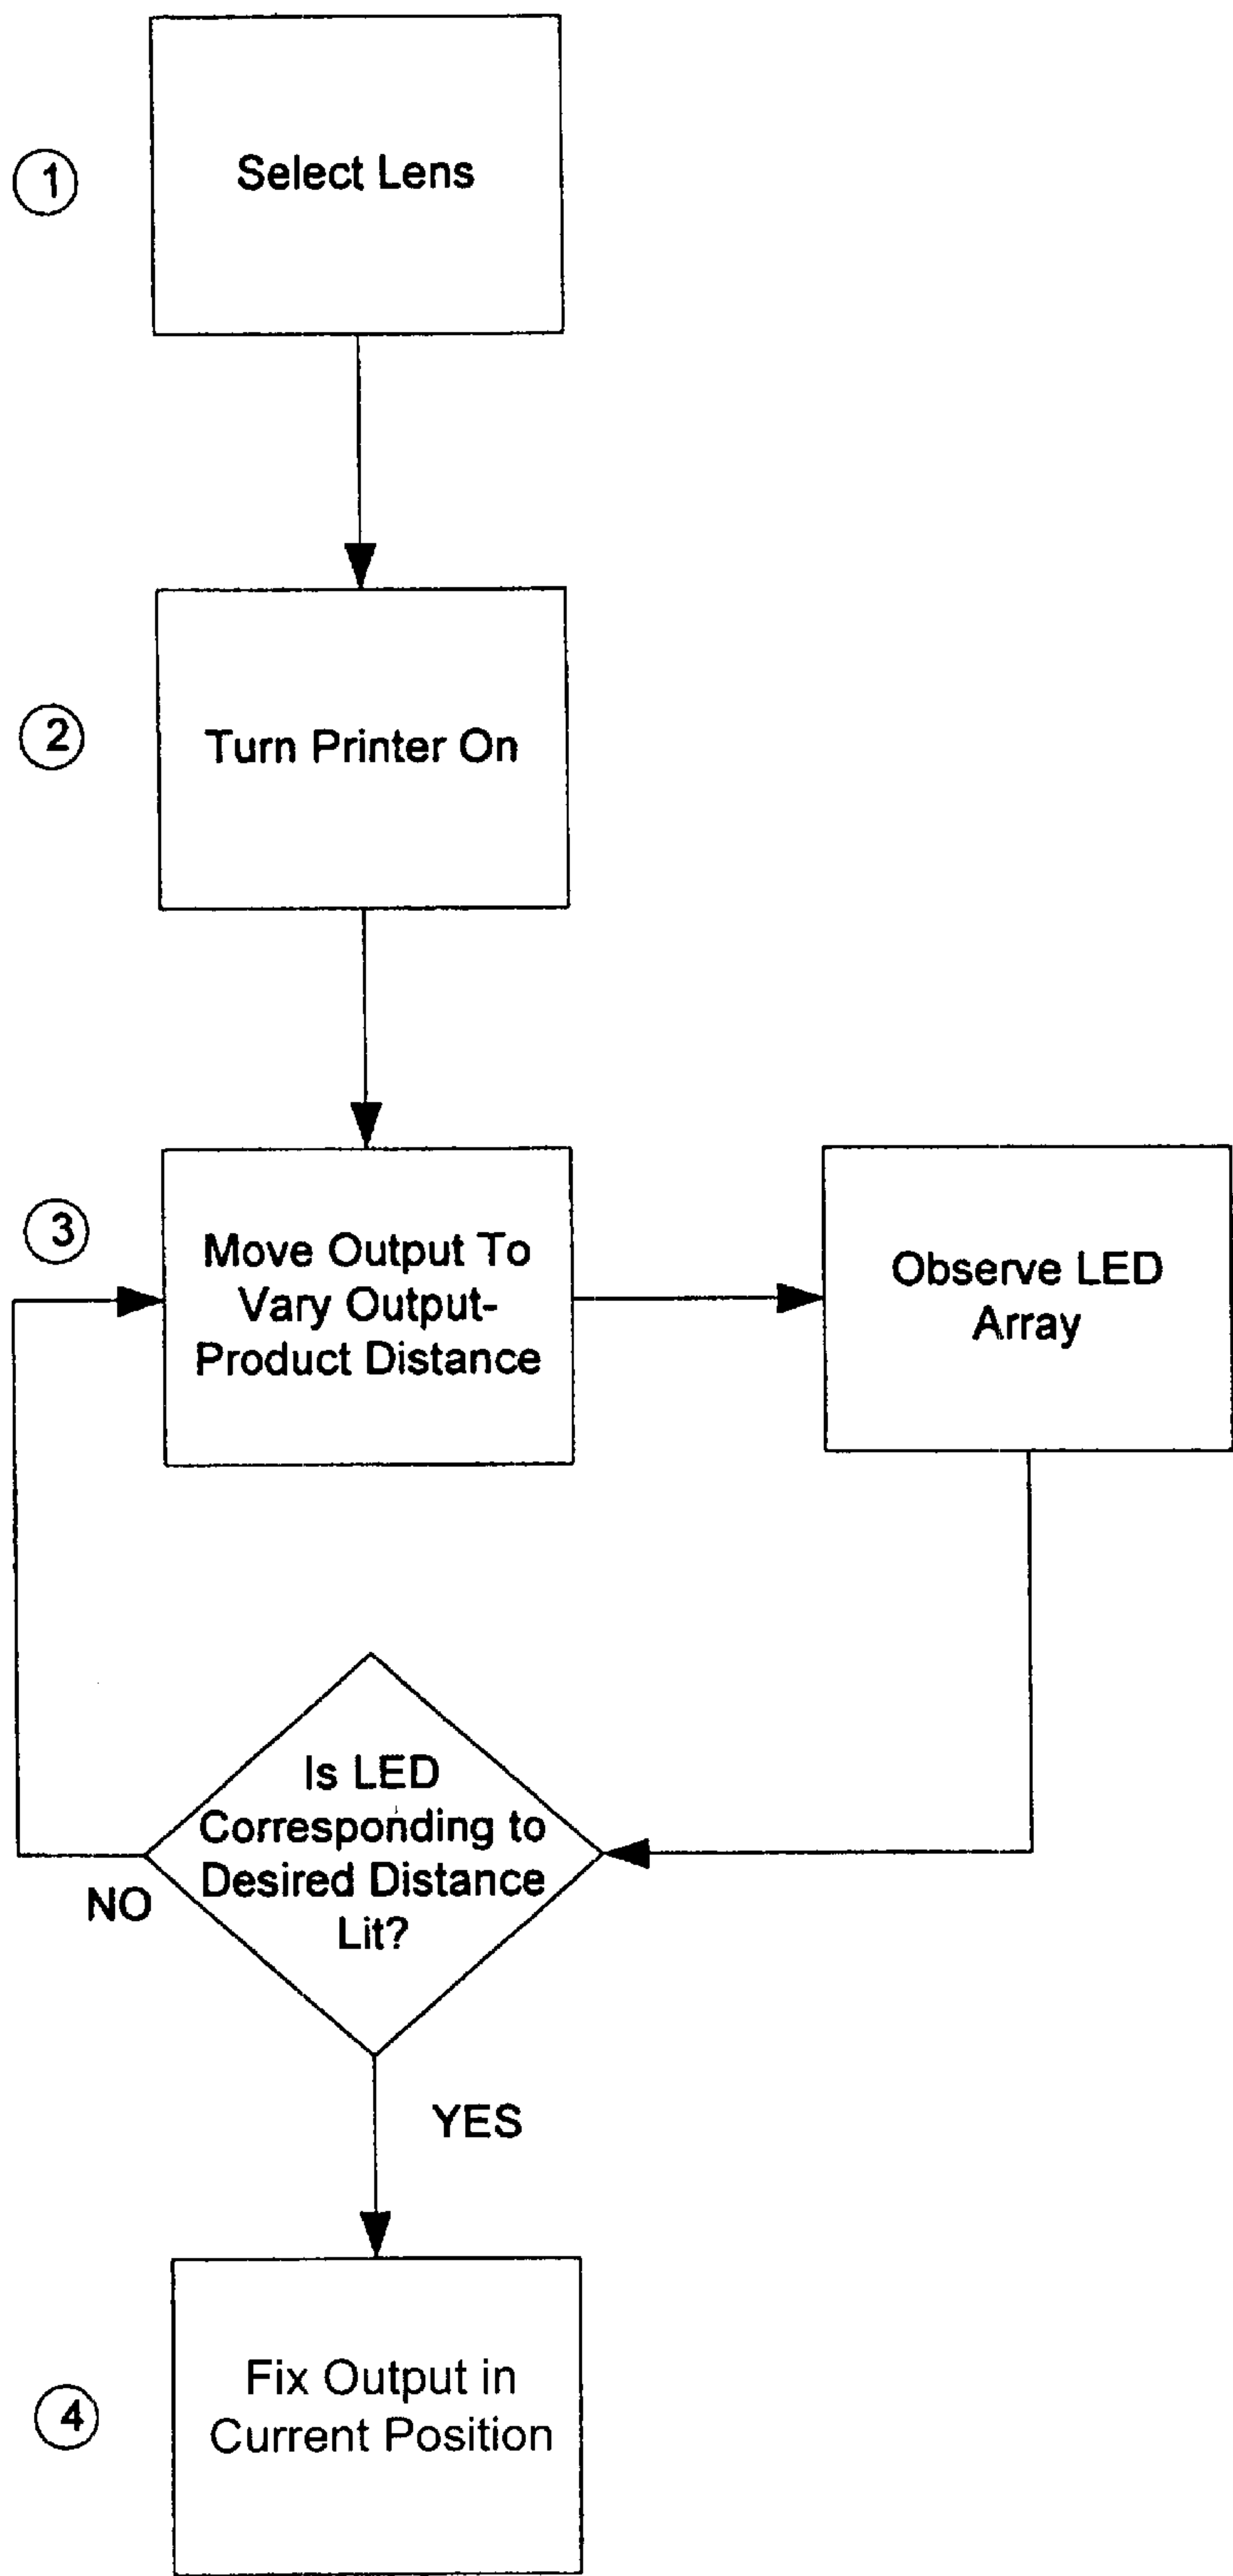 1
Select Lens
2
Turn Printer On
3
Move Output To
Vary Output-
Product Distance
Observe LED
Array
Is LED
Corresponding to
Desired Distance
Lit?
NO
YES
4
Fix Output in
Current Position